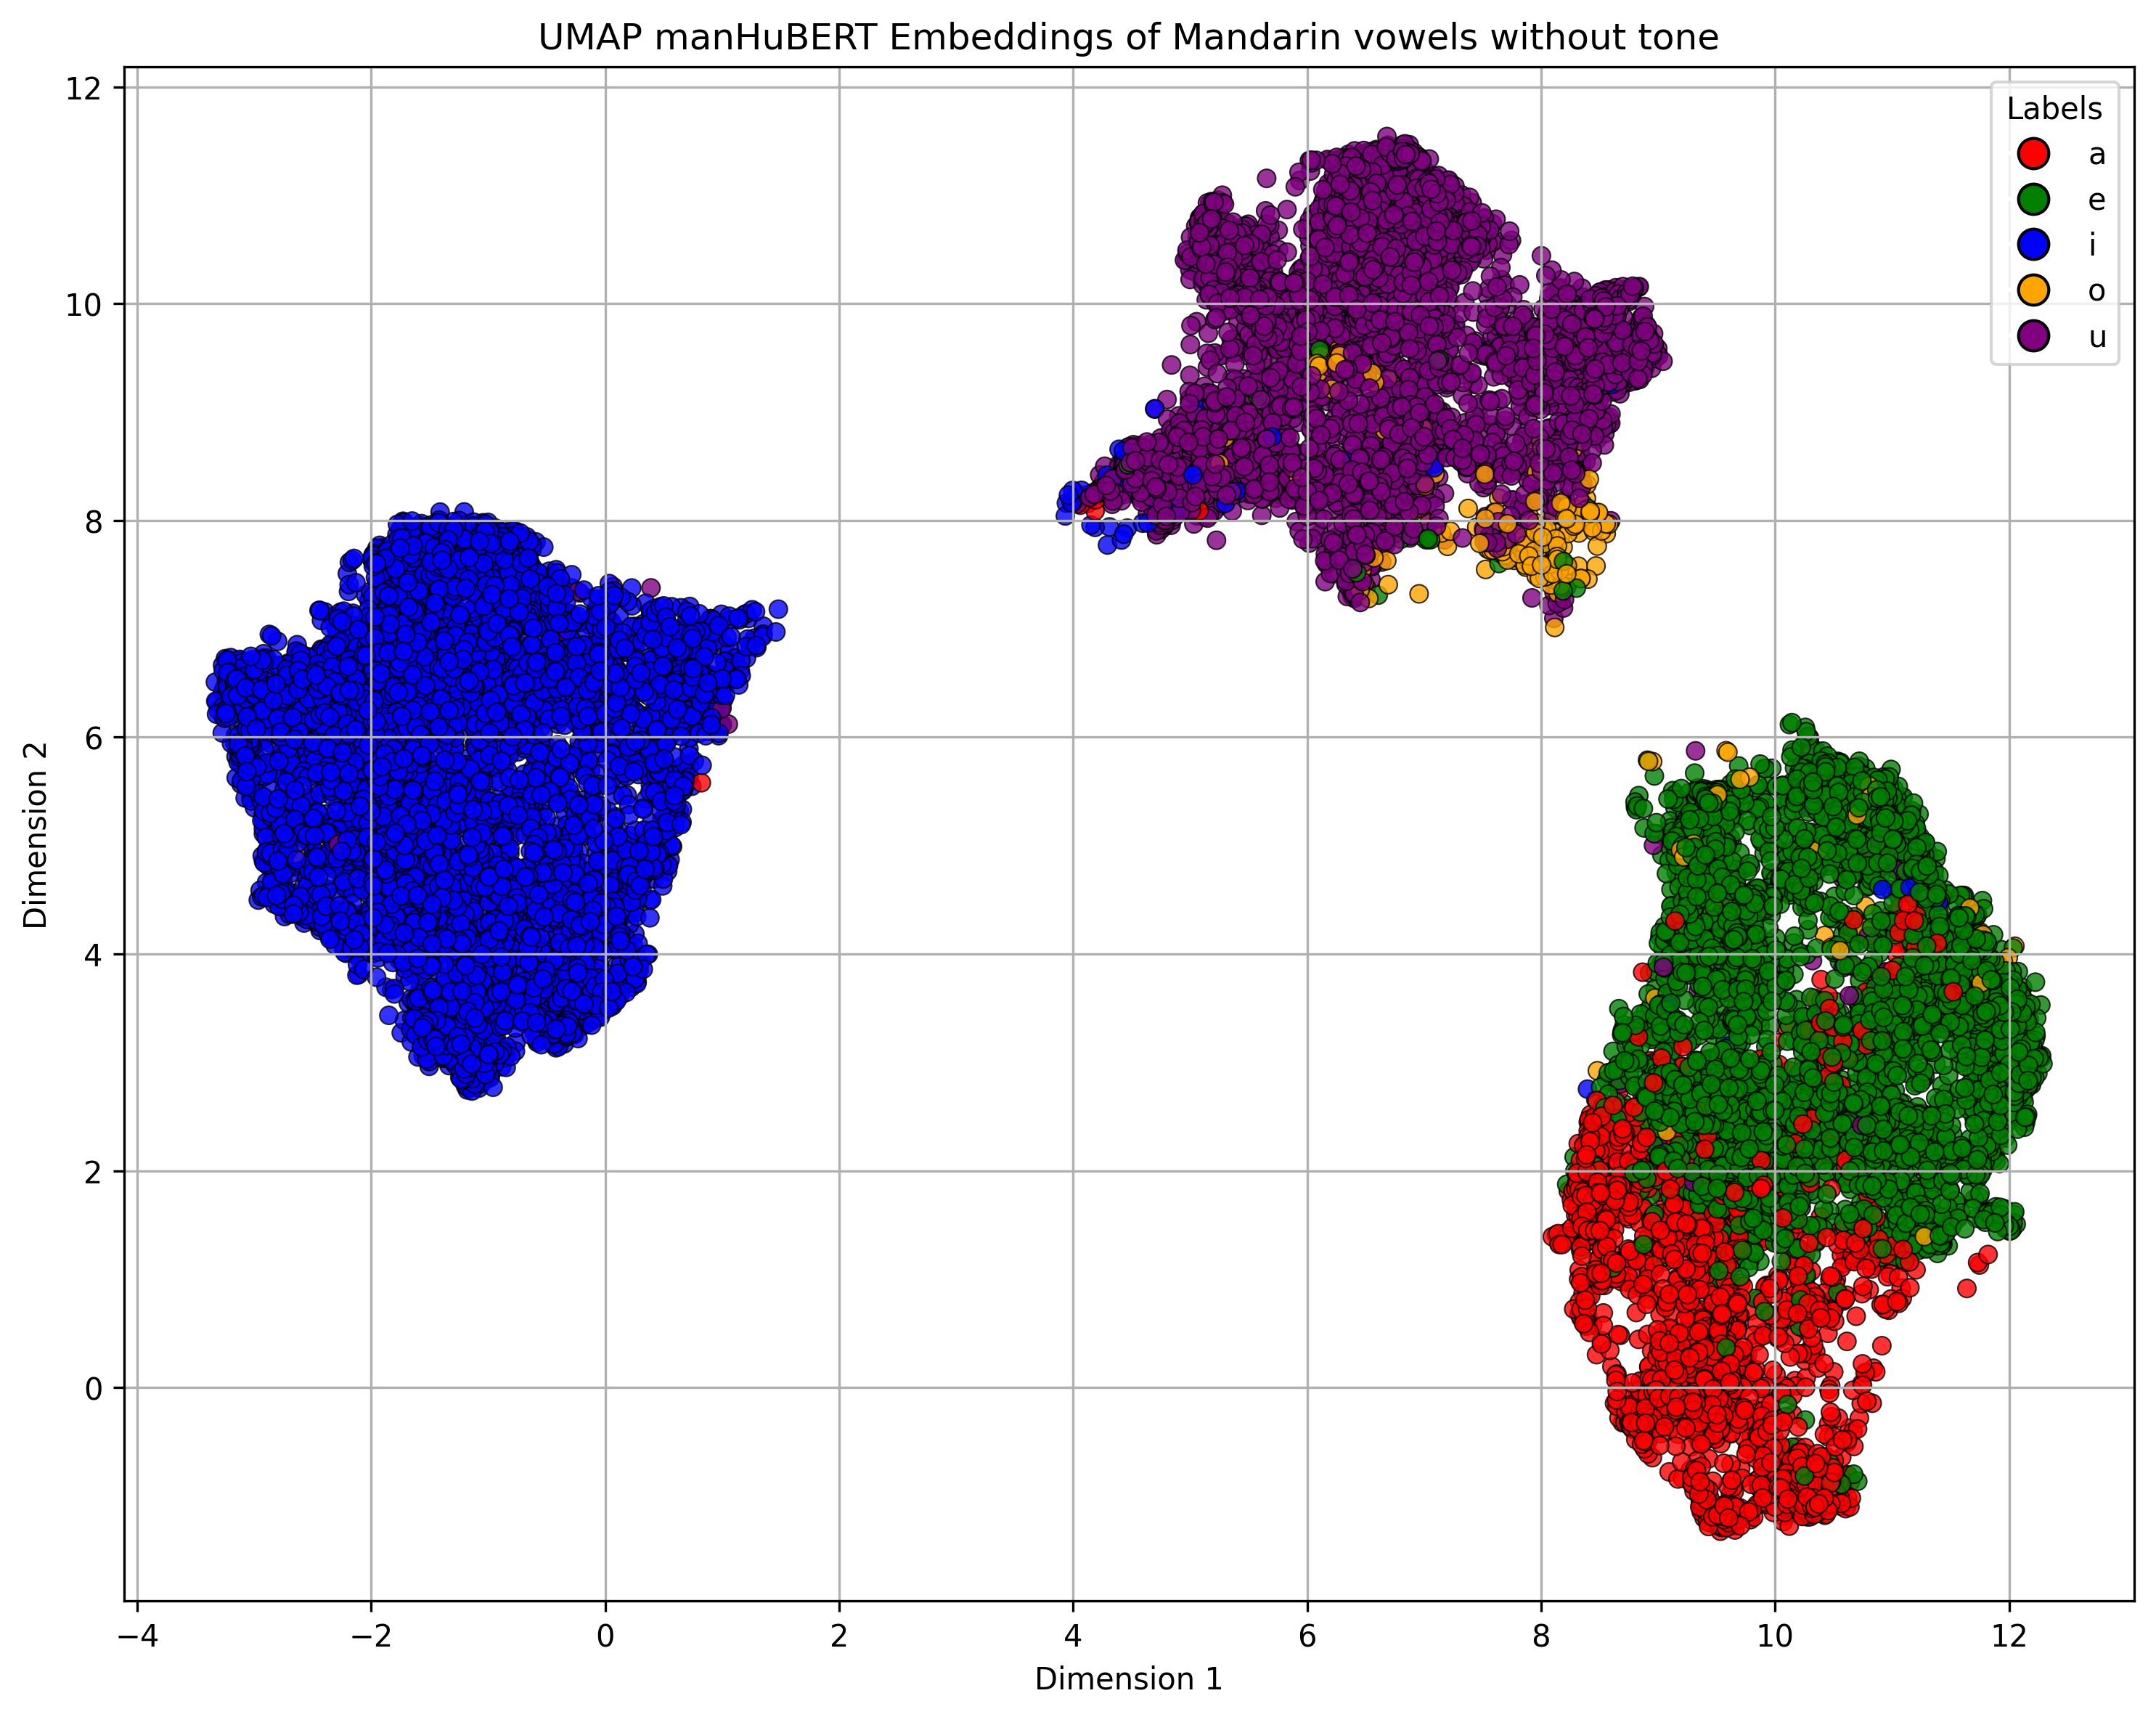 UMAP manHuBERT Embeddings of Mandarin vowels without tone
Labels
a
e
i
o
u
12
10
8
6
4
2
0
Dimension 2
−4
−2
0
2
4
6
8
10
12
Dimension 1